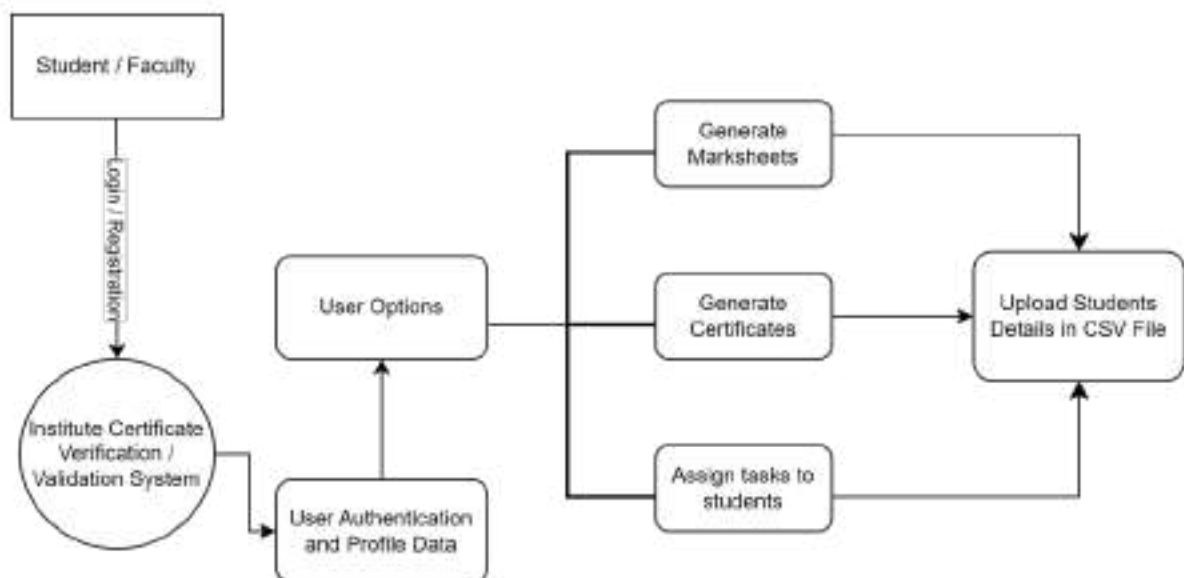 Student / Faculty
Login / Registration
Institute Certificate
Verification /
Validation System
User Authentication
and Profile Data
User Options
Generate
Marksheets
Generate
Certificates
Assign tasks to
students
Upload Students
Details in CSV File